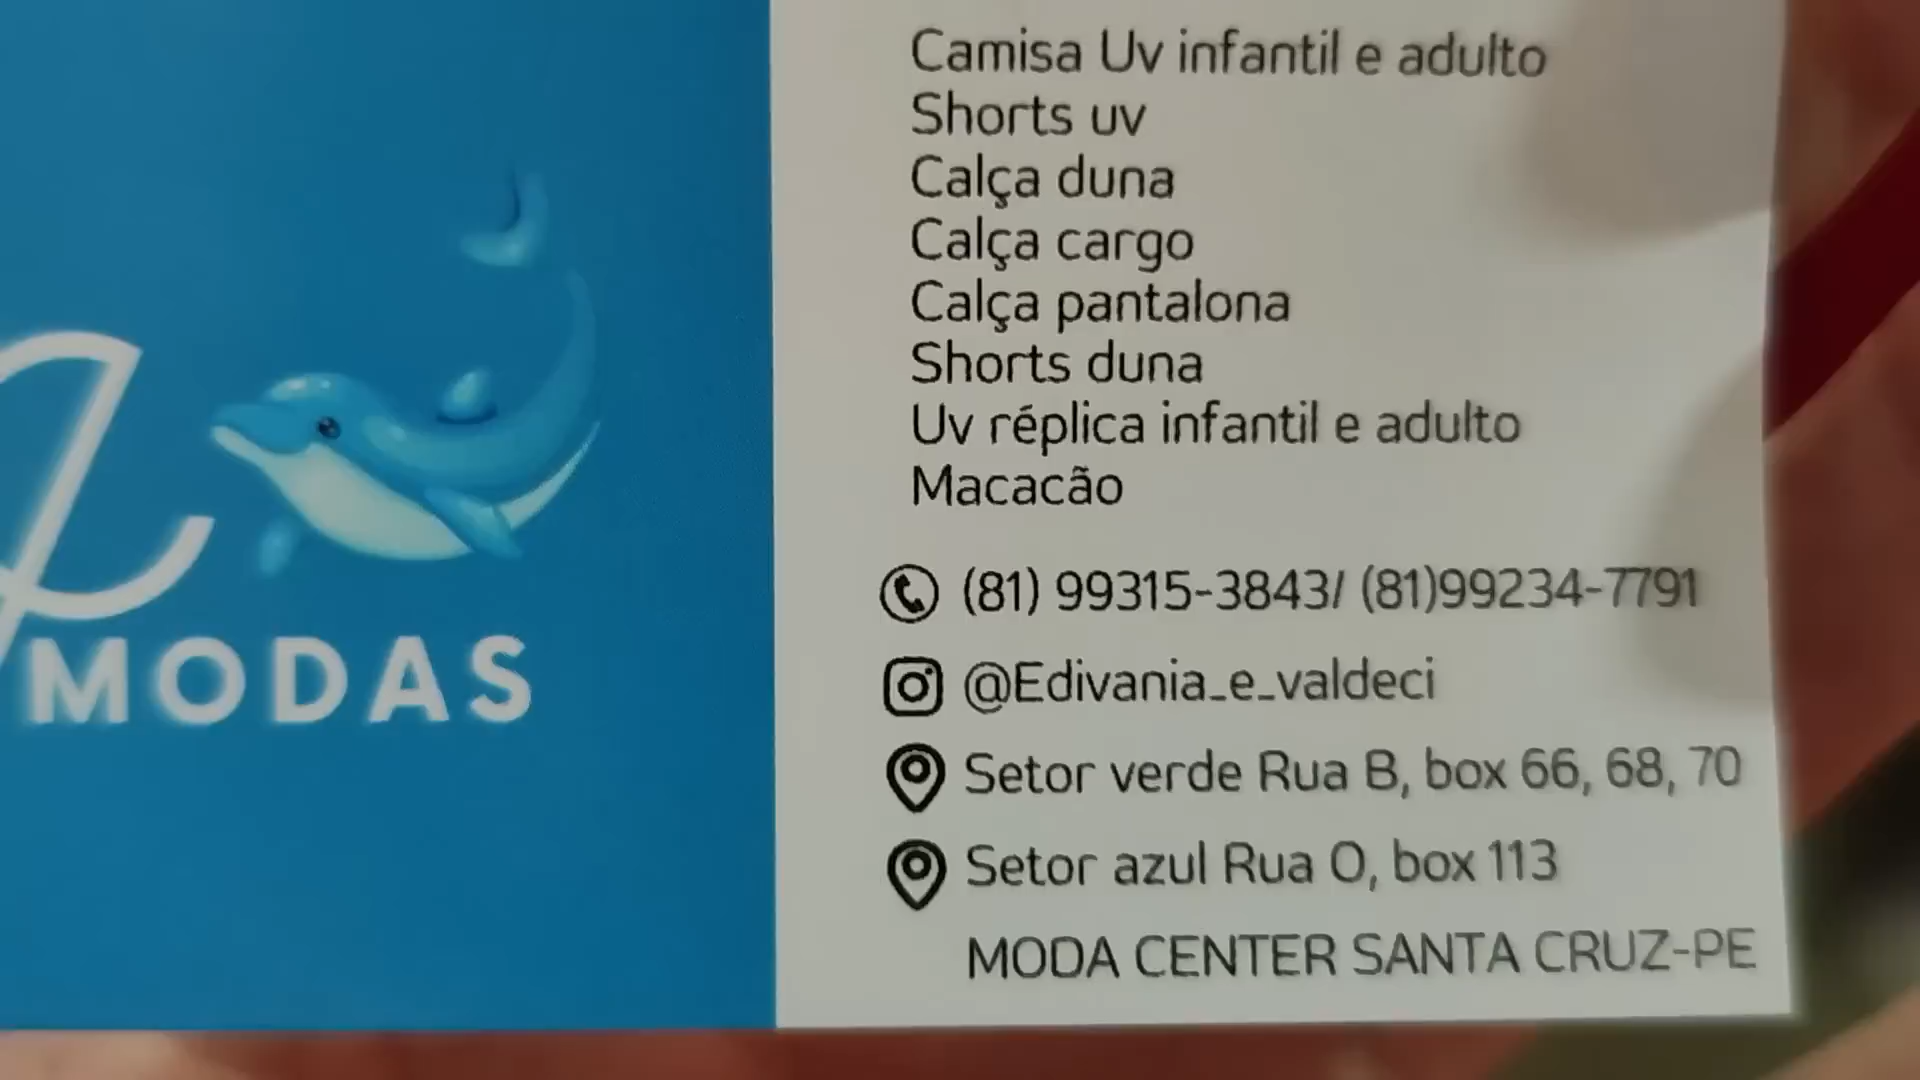 MODAS
Camisa Uv infantil e adulto
Shorts uv
Calça duna
Calça cargo
Calça pantalona
Shorts duna
Uv réplica infantil e adulto
Macacão
(81) 99315-3843/ (81)99234-7791
@Edivania_e_valdeci
Setor verde Rua B, box 66, 68, 70
Setor azul Rua O, box 113
MODA CENTER SANTA CRUZ-PE